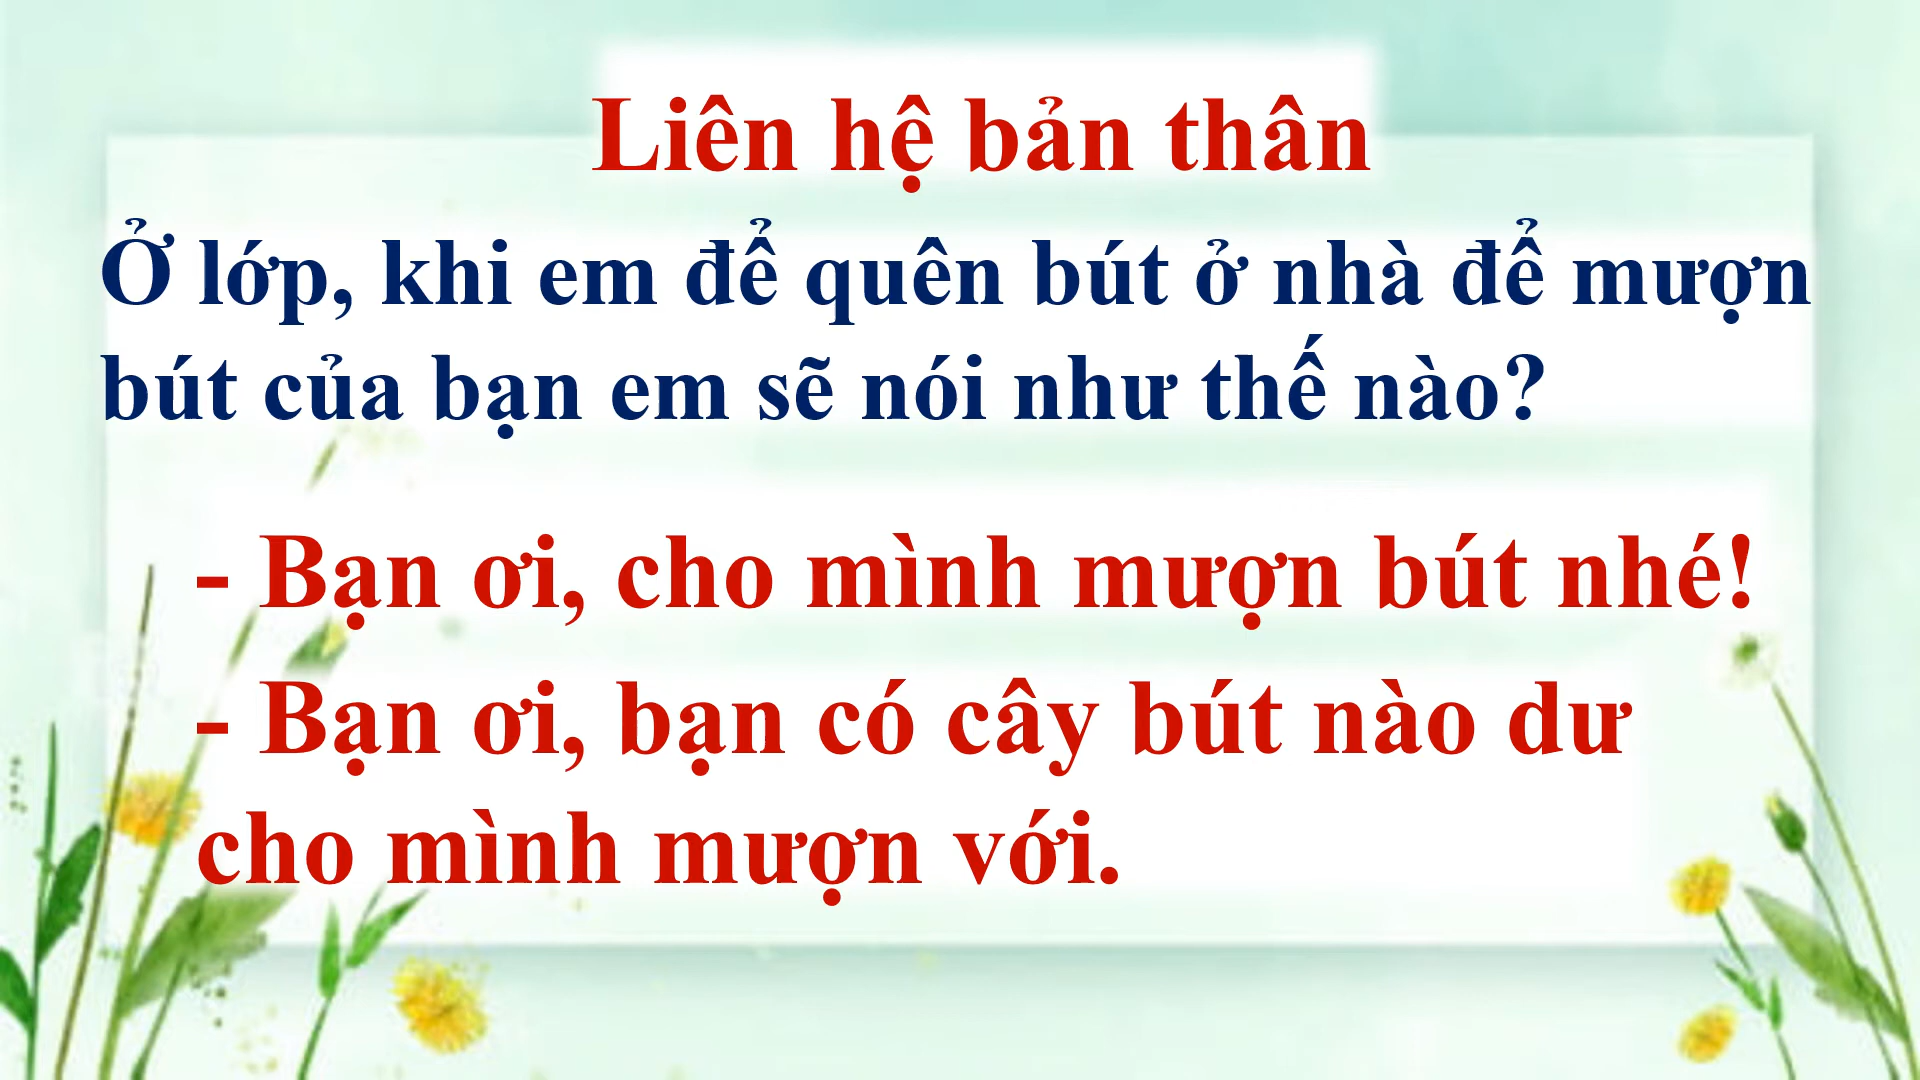 Liên hệ bản thân
Ở lớp, khi em để quên bút ở nhà để mượn
bút của bạn em sẽ nói như thế nào?
- Bạn ơi, cho mình mượn bút nhé!
- Bạn ơi, bạn có cây bút nào dư
cho mình mượn với.